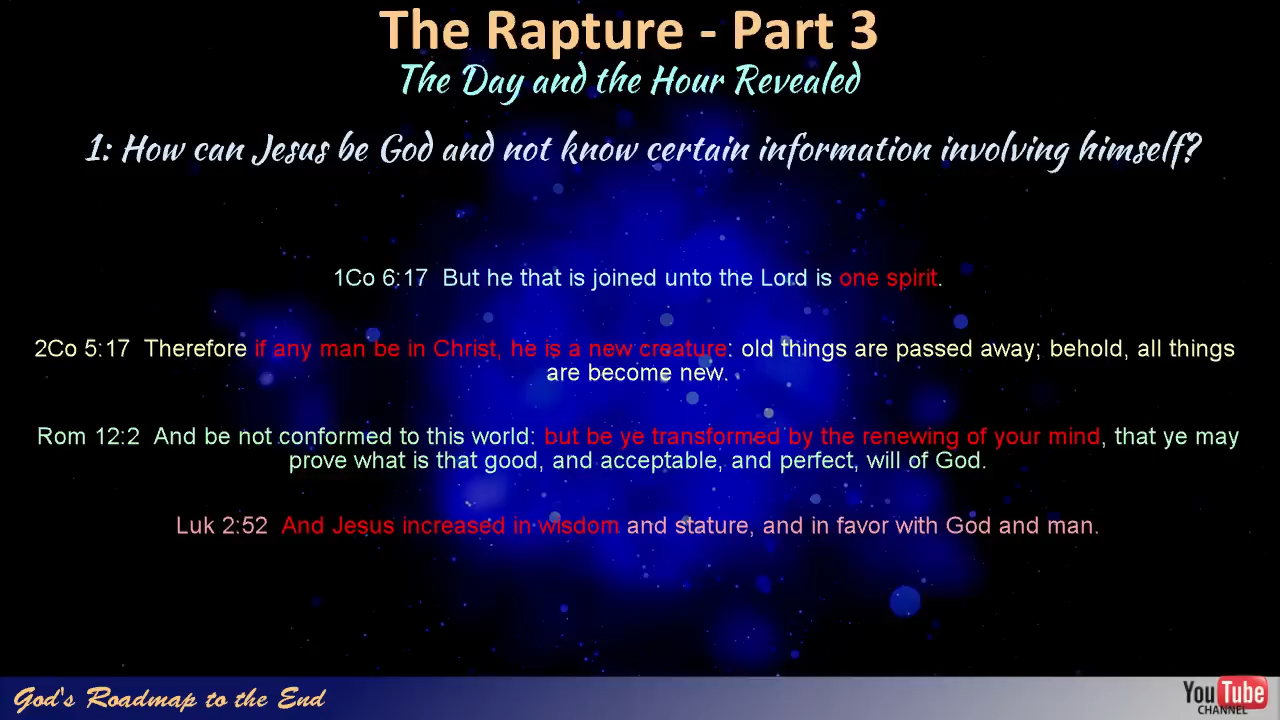 The Rapture - Part 3
The Day and the Hour Revealed
1: How can Jesus be God and not know certain information involving himself?
1Co 6:17  But he that is joined unto the Lord is one spirit.
2Co 5:17  Therefore if any man be in Christ, he is a new creature: old things are passed away; behold, all things
are become new.
Rom 12:2  And be not conformed to this world: but be ye transformed by the renewing of your mind, that ye may
prove what is that good, and acceptable, and perfect, will of God.
Luk 2:52  And Jesus increased in wisdom and stature, and in favor with God and man.
God's Roadmap to the End
YouTube
CHANNEL